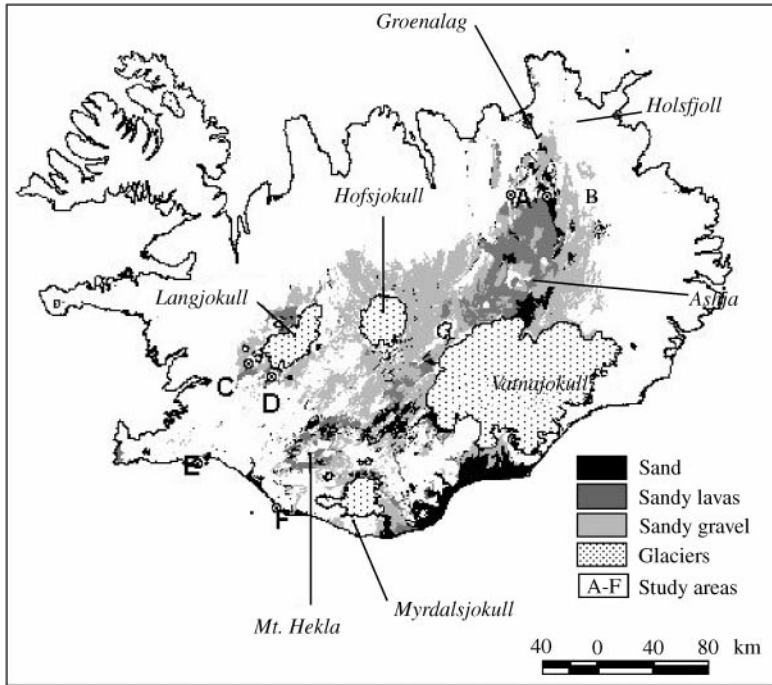 Groenalag
Holsfjoll
Hofsjokull
A
B
Langjokull
Askja
C
D
Vatnajokull
E
F
Sand
Sandy lavas
Sandy gravel
Glaciers
A-F Study areas
Myrdalsjokull
Mt. Hekla
40 0 40 80 km